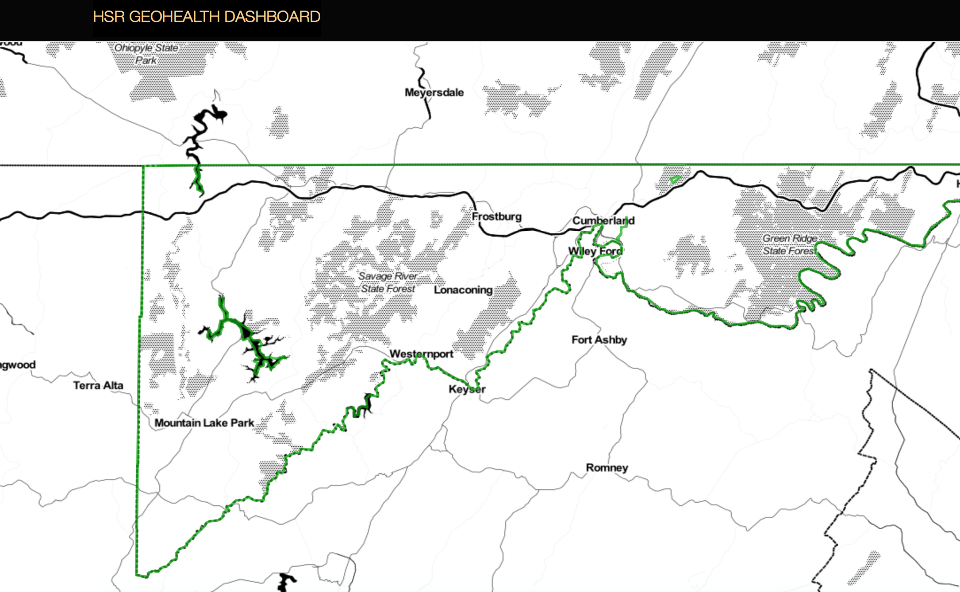 HSR GEOHEALTH DASHBOARD
Ohiopyle State
Park
Meyersdale
Frostburg
Cumberland
Wiley Ford
Green Ridge
State Forest
Savage River
State Forest
Lonaconing
Fort Ashby
Westernport
Terra Alta
Keyser
Mountain Lake Park
Romney